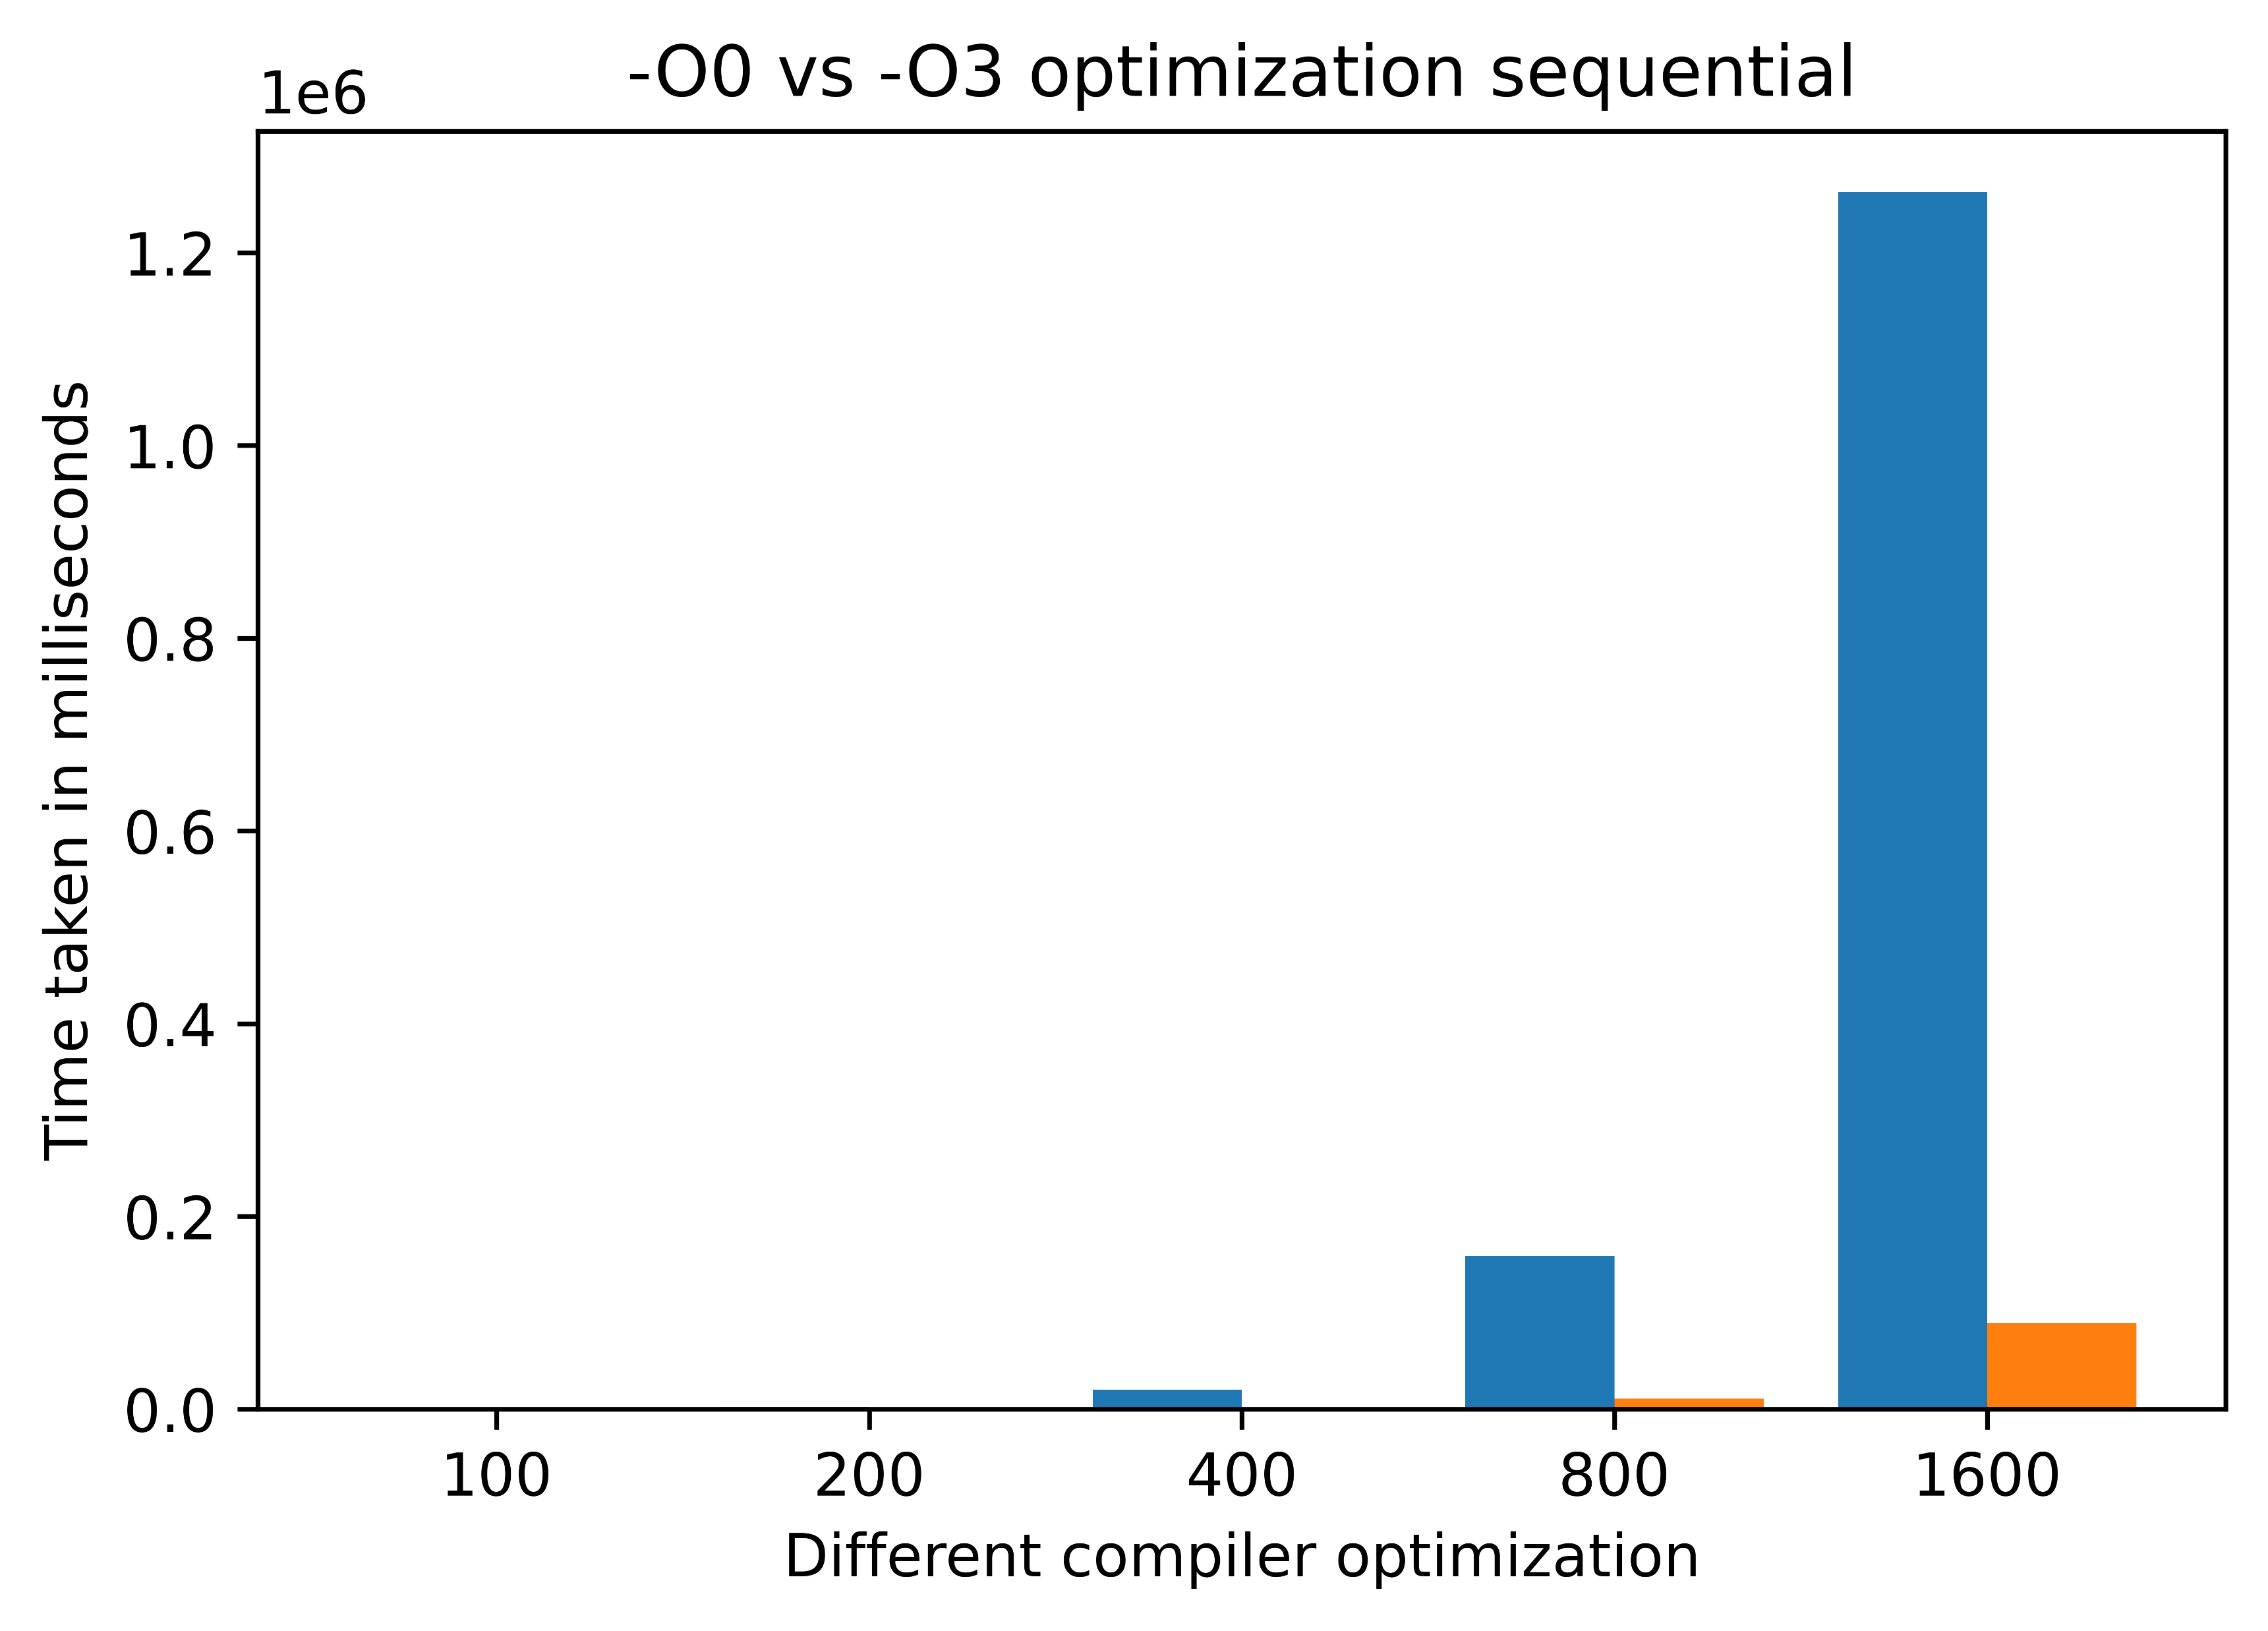 -O0 vs -O3 optimization sequential
1e6
1.2
1.0
0.8
0.6
0.4
0.2
0.0
Time taken in milliseconds
100 200 400 800 1600
Different compiler optimization